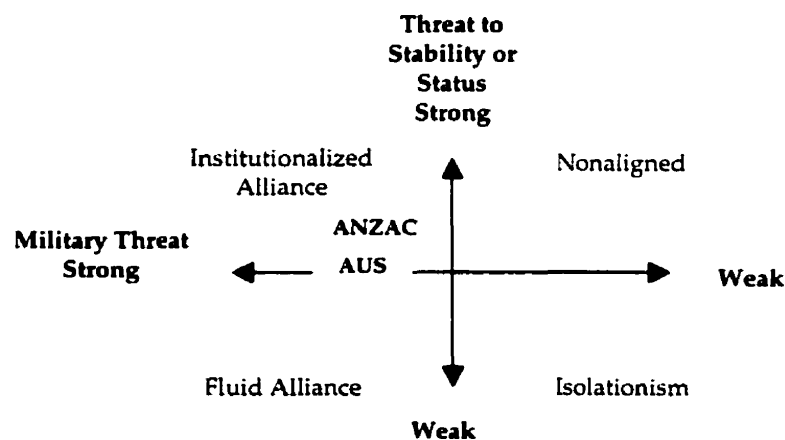 Threat to
Stability or
Status
Strong
Institutionalized
Alliance
Nonaligned
ANZAC
Military Threat
Strong
AUS
Weak
Fluid Alliance
Isolationism
Weak